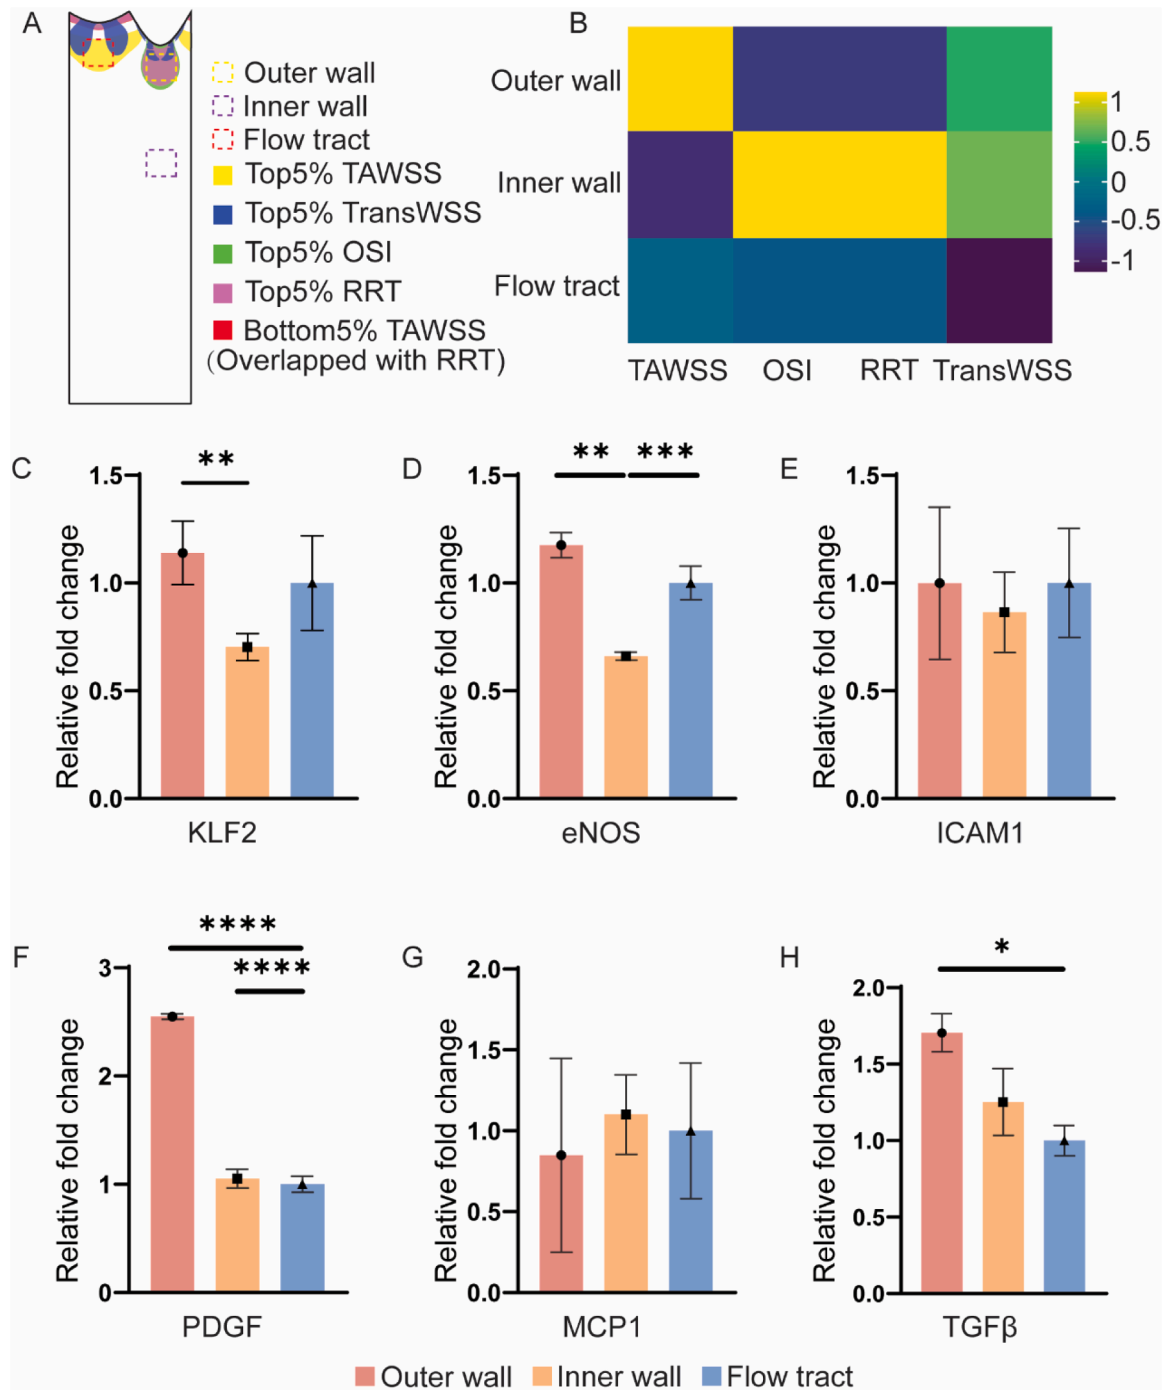 A
Outer wall
Inner wall
Flow tract
Top5% TAWSS
Top5% TransWSS
Top5% OSI
Top5% RRT
Bottom5% TAWSS
(Overlapped with RRT)
B
Outer wall
Inner wall
Flow tract
TAWSS OSI RRT TransWSS
1
0.5
0
-0.5
-1
C
**
Relative fold change
1.5
1.0
0.5
0.0
KLF2
D
** ***
Relative fold change
1.5
1.0
0.5
0.0
eNOS
E
Relative fold change
1.5
1.0
0.5
0.0
ICAM1
F
****
****
Relative fold change
3
2
1
0
PDGF
G
Relative fold change
2.0
1.5
1.0
0.5
0.0
MCP1
H
*
Relative fold change
2.0
1.5
1.0
0.5
0.0
TGFβ
Outer wall Inner wall Flow tract